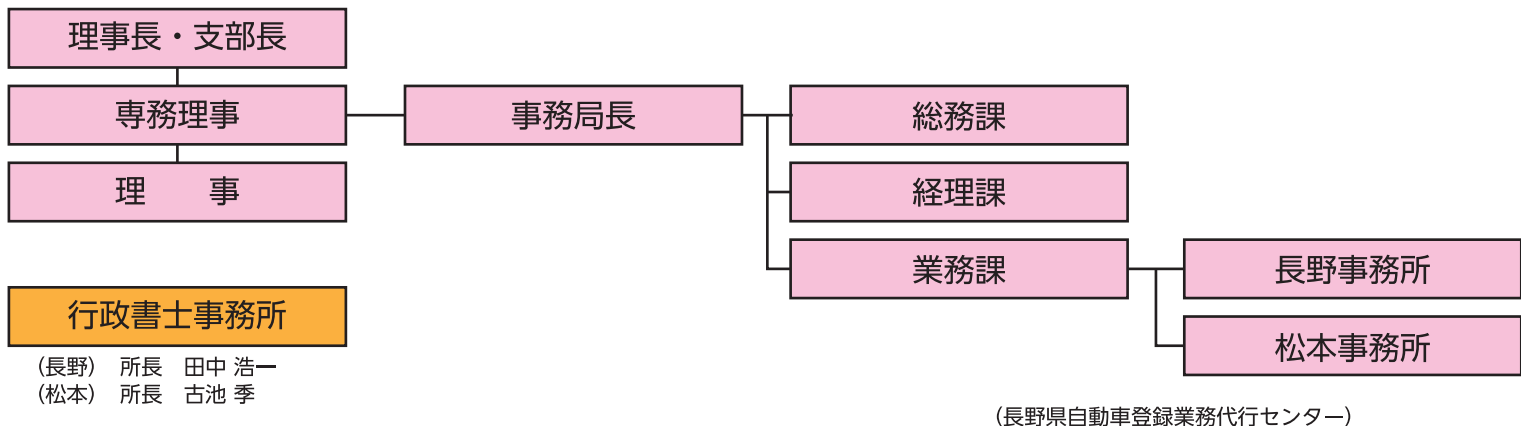 理事長・支部長
専務理事
事務局長
総務課
理　　事
経理課
業務課
長野事務所
行政書士事務所
松本事務所
（長野）　所長　田中 浩一
（松本）　所長　古池 季
（長野県自動車登録業務代行センター）